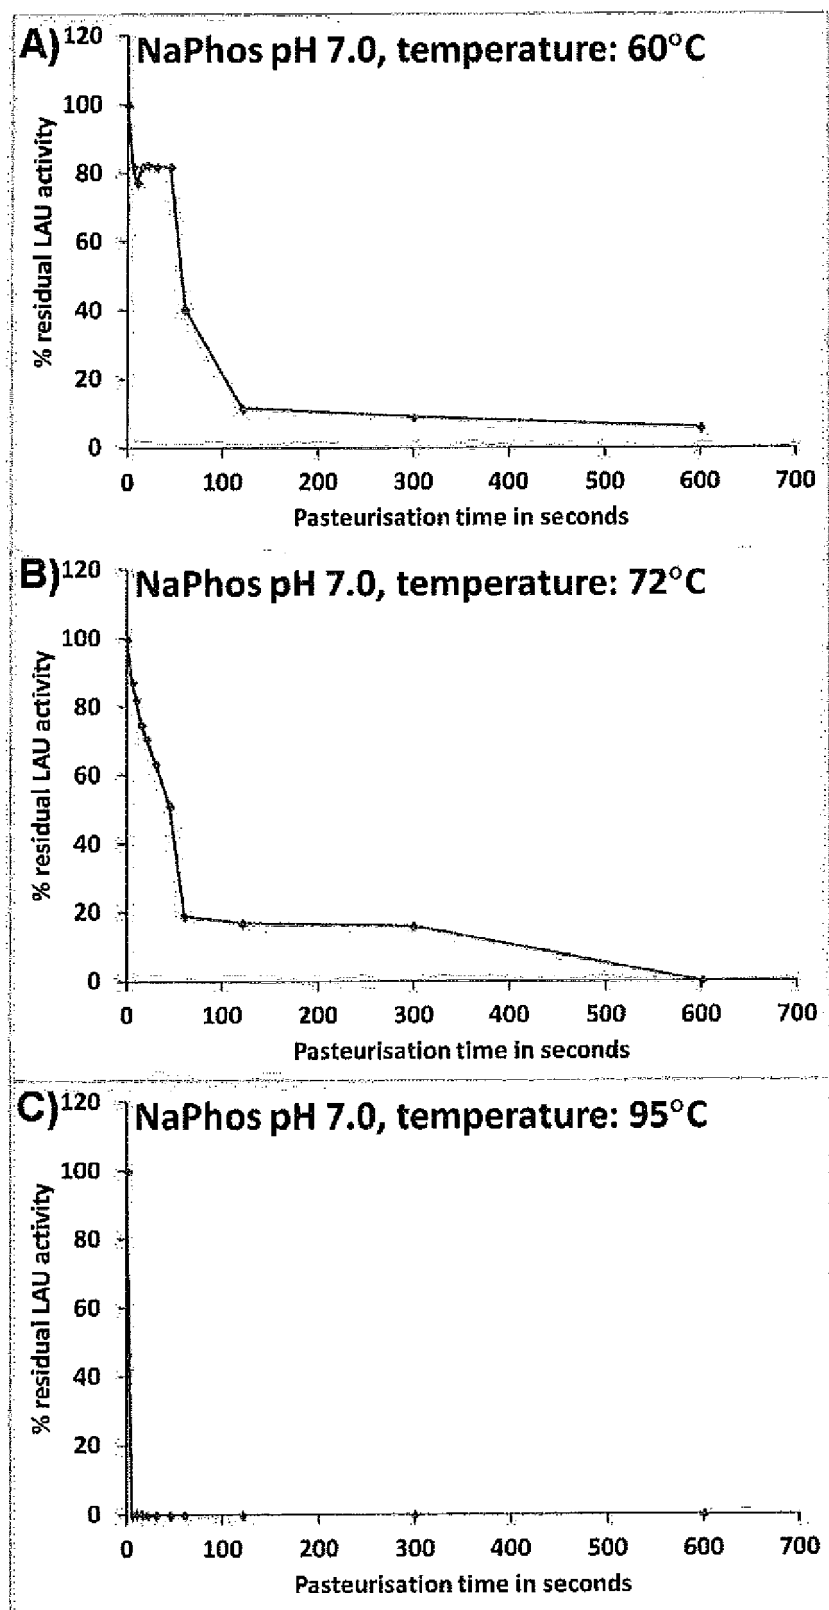 A) NaPhos pH 7.0, temperature: 60°C
120
100
80
60
40
20
0
% residual LAU activity
0 100 200 300 400 500 600 700
Pasteurisation time in seconds
B) NaPhos pH 7.0, temperature: 72°C
120
100
80
60
40
20
0
% residual LAU activity
0 100 200 300 400 500 600 700
Pasteurisation time in seconds
C) NaPhos pH 7.0, temperature: 95°C
120
100
80
60
40
20
0
% residual LAU activity
0 100 200 300 400 500 600 700
Pasteurisation time in seconds